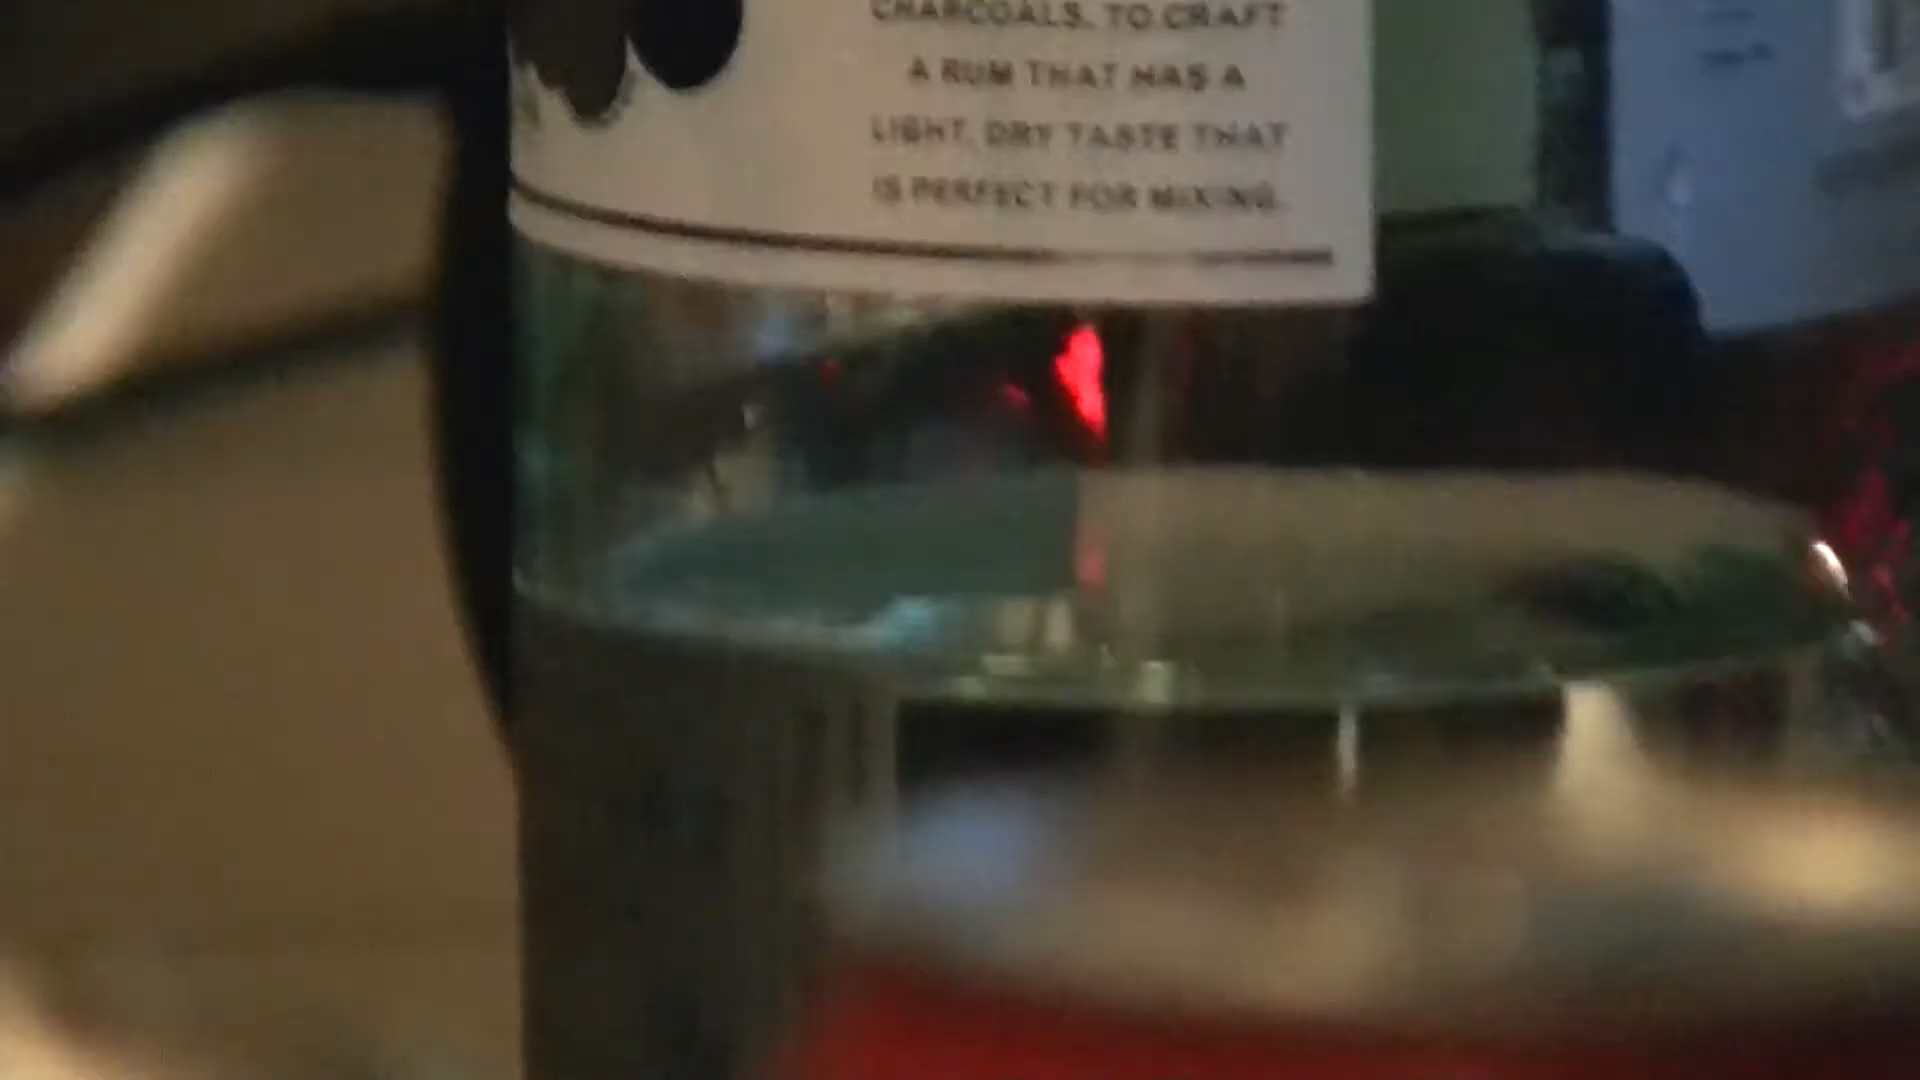 CHARCOALS, TO CRAFT
A RUM THAT HAS A
LIGHT, DRY TASTE THAT
IS PERFECT FOR MIXING.